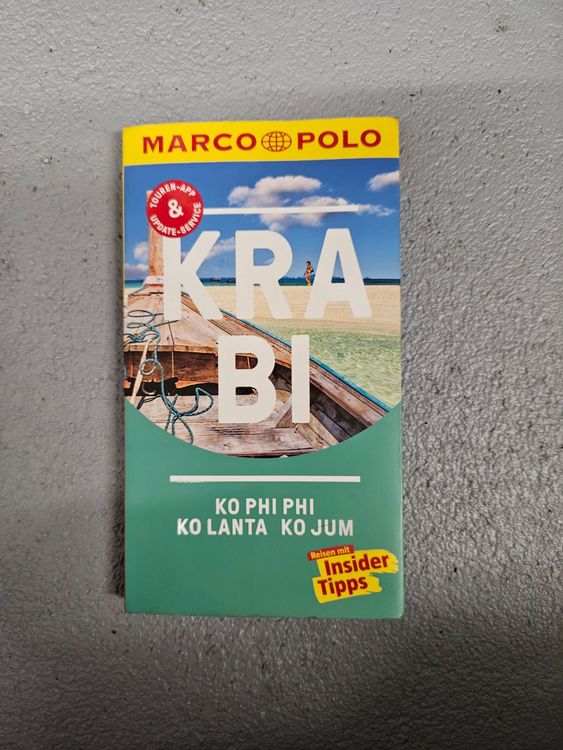 MARCO POLO
TOUREN-APP
&
UPDATE-SERVICE
KRA
BI
KO PHI PHI
KO LANTA KO JUM
Reisen mit
Insider
Tipps